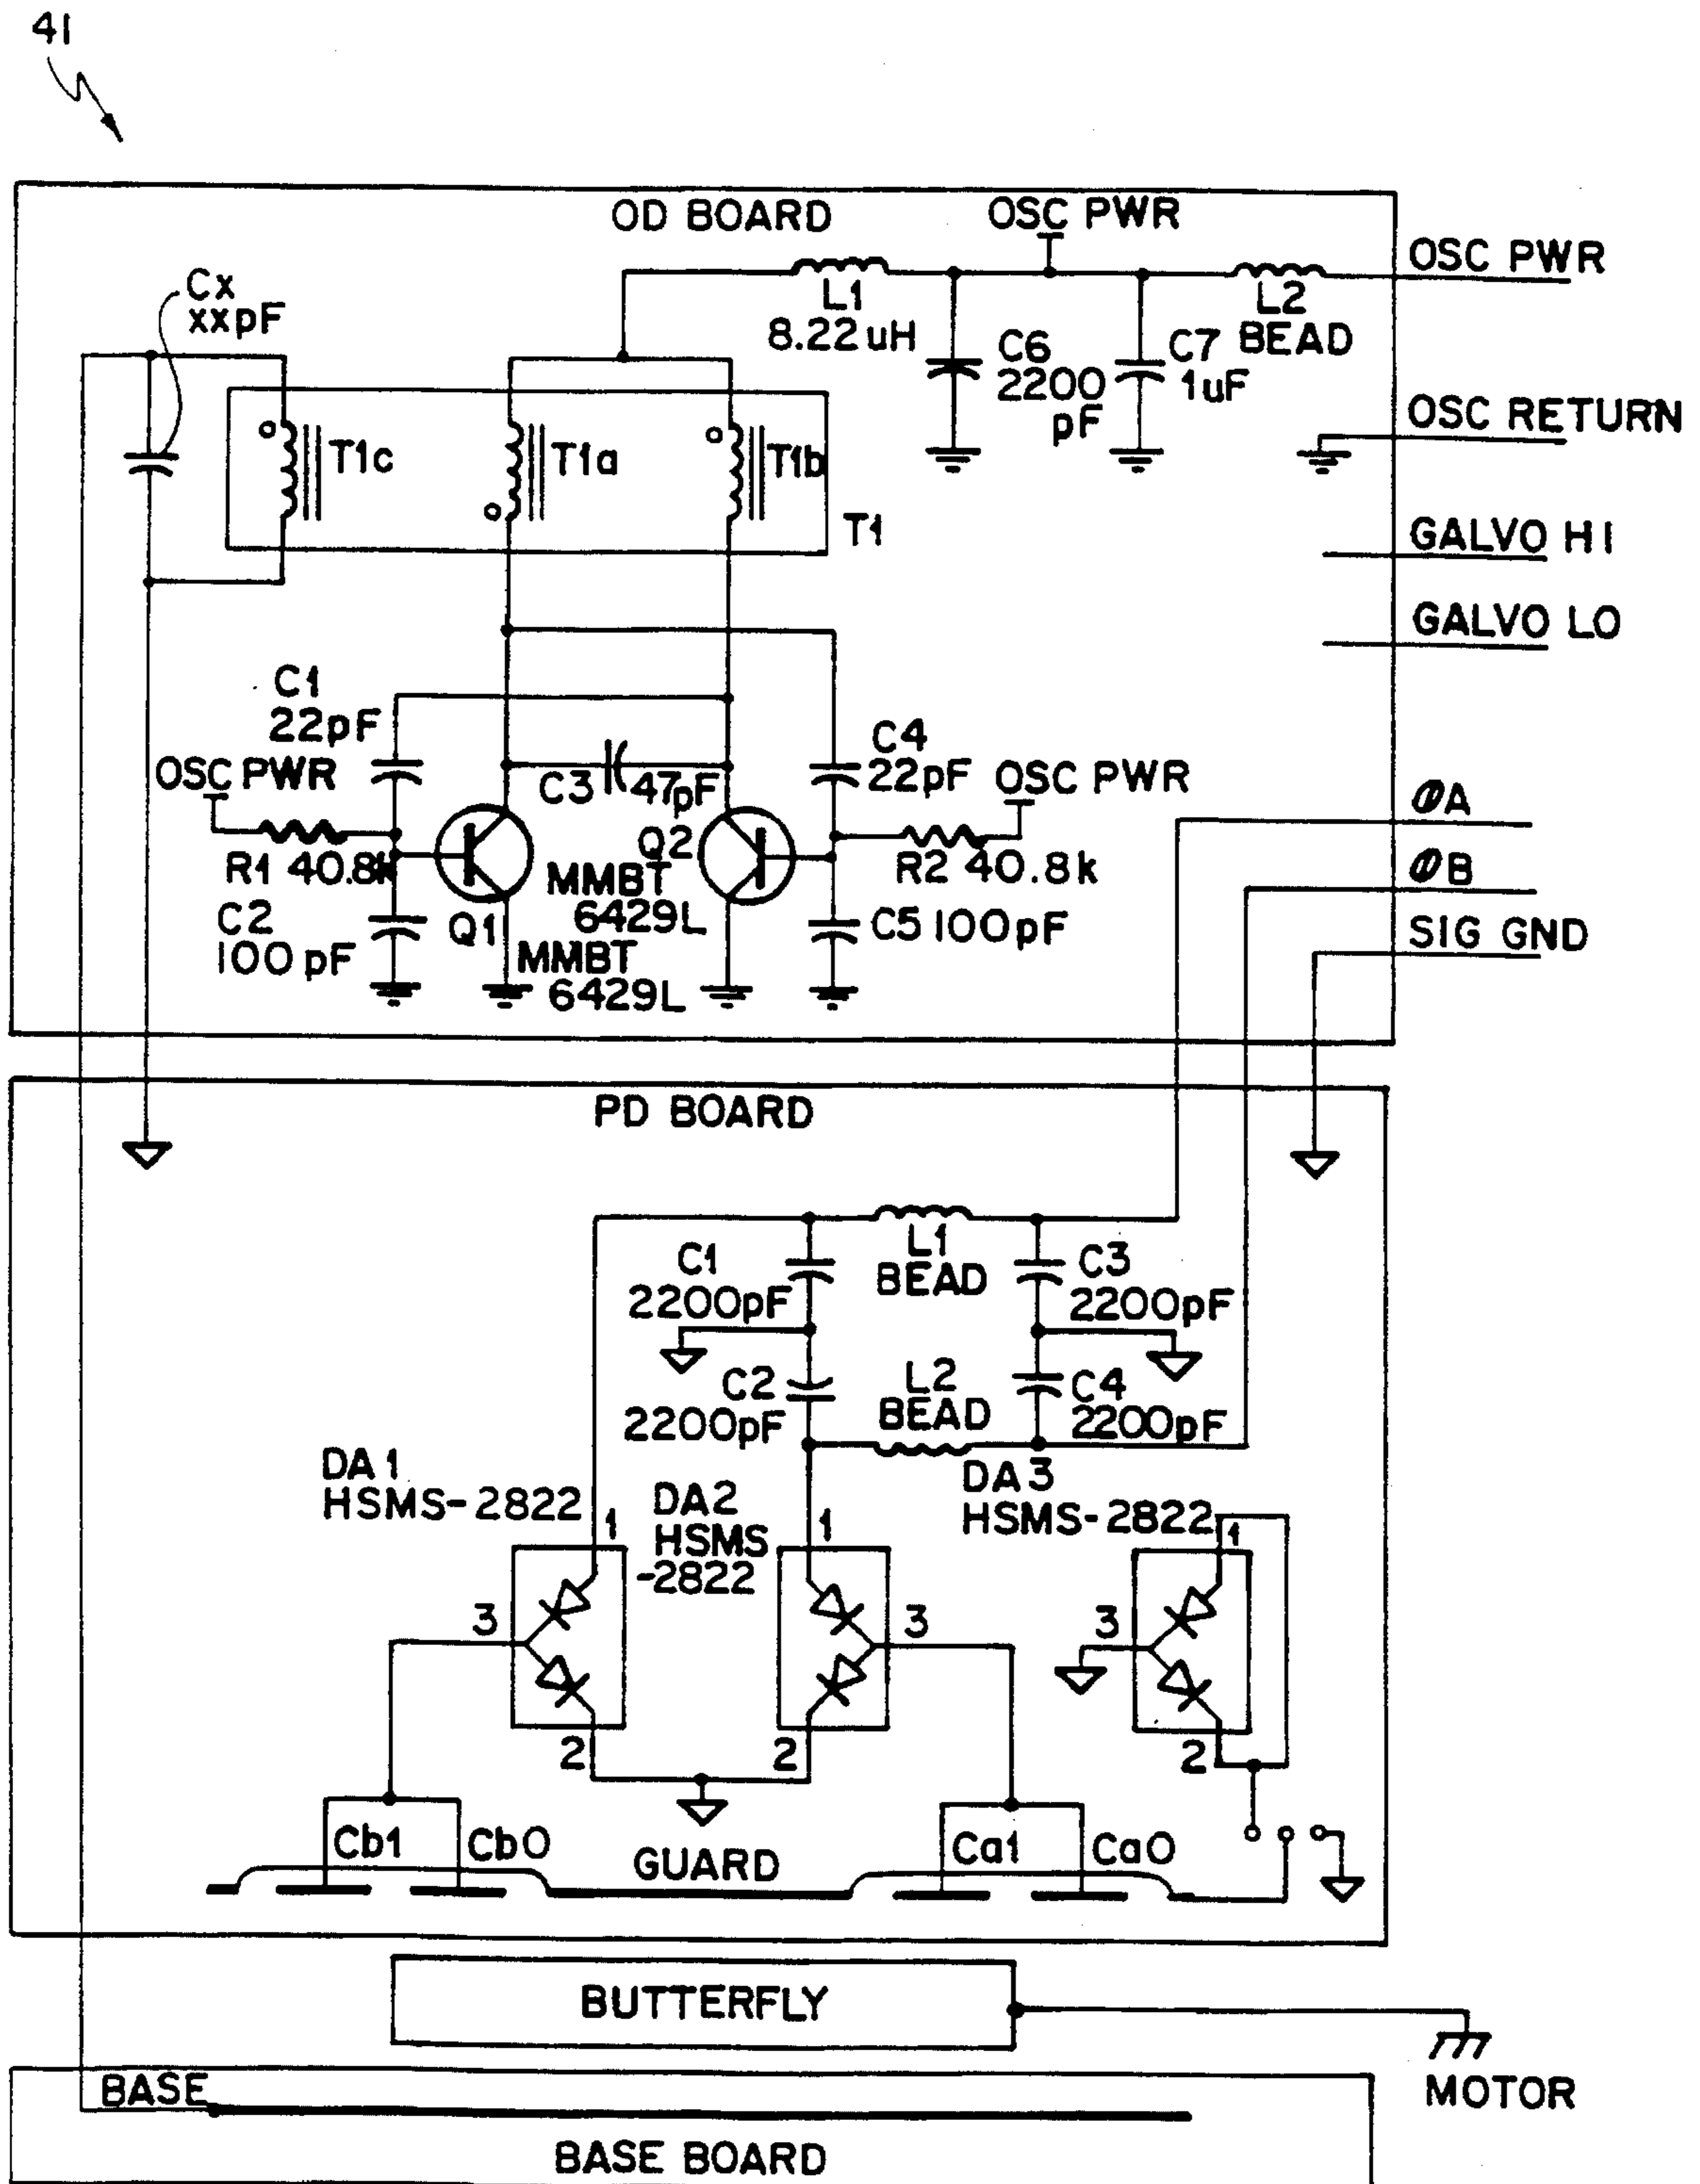 41
OD BOARD
OSC PWR
OSC PWR
Cx
xxpF
L1
8.22uH
C6
2200
pF
C7
1uF
L2
BEAD
OSC RETURN
T1c
T1a
T1b
T1
GALVO HI
GALVO LO
C1
22pF
OSC PWR
C3 47pF
C4
22pF
OSC PWR
ØA
R1 40.8k
Q2
R2 40.8k
ØB
C2
100pF
Q1
MMBT
6429L
MMBT
6429L
C5 100pF
SIG GND
PD BOARD
C1
2200pF
L1
BEAD
C3
2200pF
C2
2200pF
L2
BEAD
C4
2200pF
DA1
HSMS-2822
1
DA2
HSMS
-2822
1
DA3
HSMS-2822
1
3
3
3
2
2
2
Cb1
Cb0
GUARD
Ca1
Ca0
BUTTERFLY
MOTOR
BASE
BASE BOARD